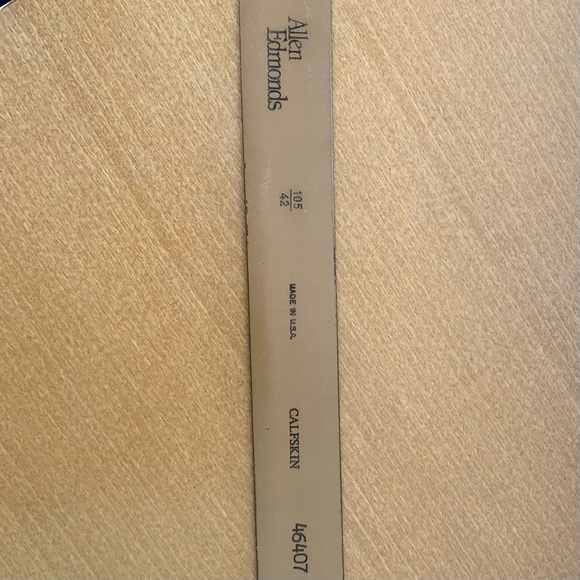 Allen
Edmonds
105
42
MADE IN U.S.A.
CALFSKIN
46407